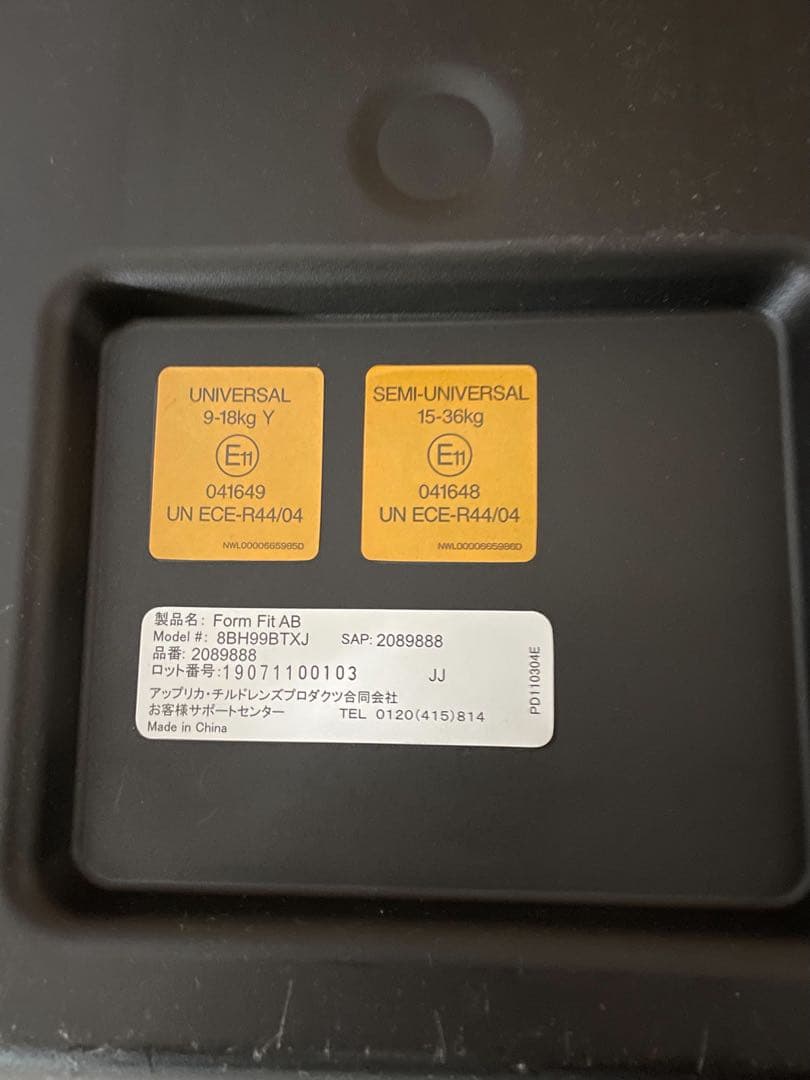 UNIVERSAL
9-18kg Y
E11
041649
UN ECE-R44/04
NWL0000665985D
SEMI-UNIVERSAL
15-36kg
E11
041648
UN ECE-R44/04
NWL0000665986D
製品名: Form Fit AB
Model #: 8BH99BTXJ SAP: 2089888
品番: 2089888
ロット番号:19071100103 JJ
アップリカ・チルドレンズプロダクツ合同会社
お客様サポートセンター TEL 0120(415)814
Made in China
PD110304E